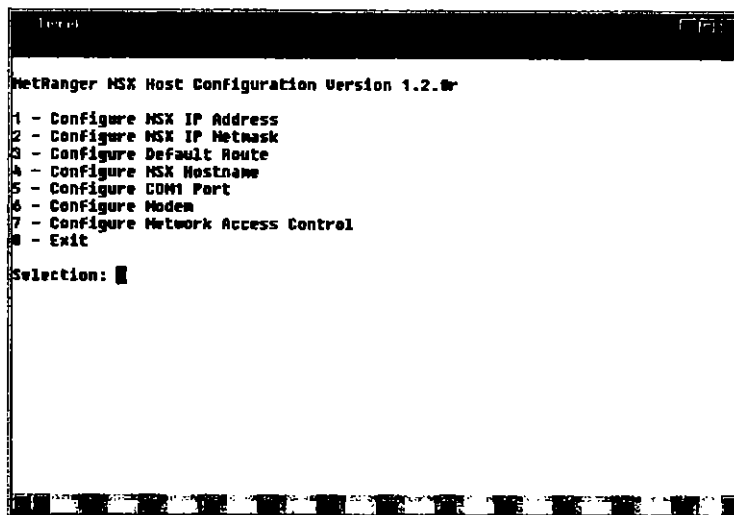 NetRanger NSX Host Configuration Version 1.2.0r
1 - Configure NSX IP Address
2 - Configure NSX IP Netmask
3 - Configure Default Route
4 - Configure NSX Hostname
5 - Configure COM1 Port
6 - Configure Modem
7 - Configure Network Access Control
8 - Exit
Selection: